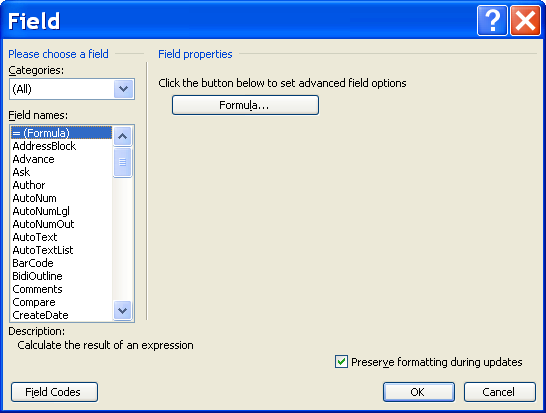 Field
Please choose a field
Categories:
(All)
Field names:
= (Formula)
AddressBlock
Advance
Ask
Author
AutoNum
AutoNumLgl
AutoNumOut
AutoText
AutoTextList
BarCode
BidiOutline
Comments
Compare
CreateDate
Field properties
Click the button below to set advanced field options
Formula...
Description:
Calculate the result of an expression
Preserve formatting during updates
Field Codes
OK
Cancel